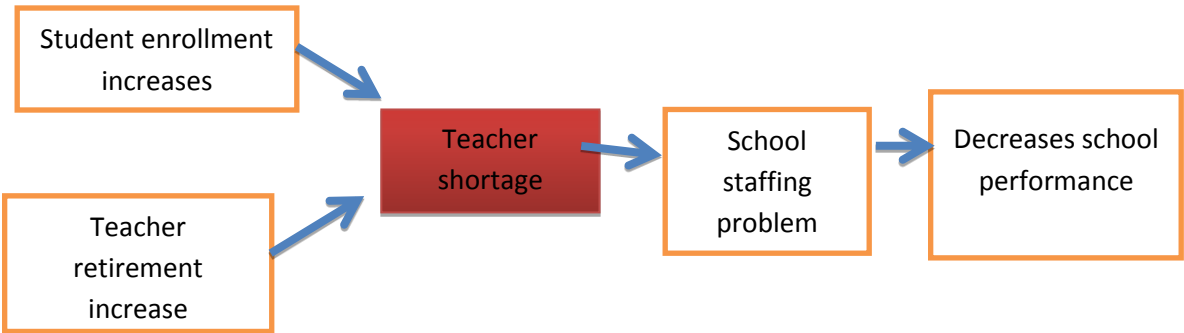 Student enrollment
increases
Teacher
retirement
increase
Teacher
shortage
School
staffing
problem
Decreases school
performance